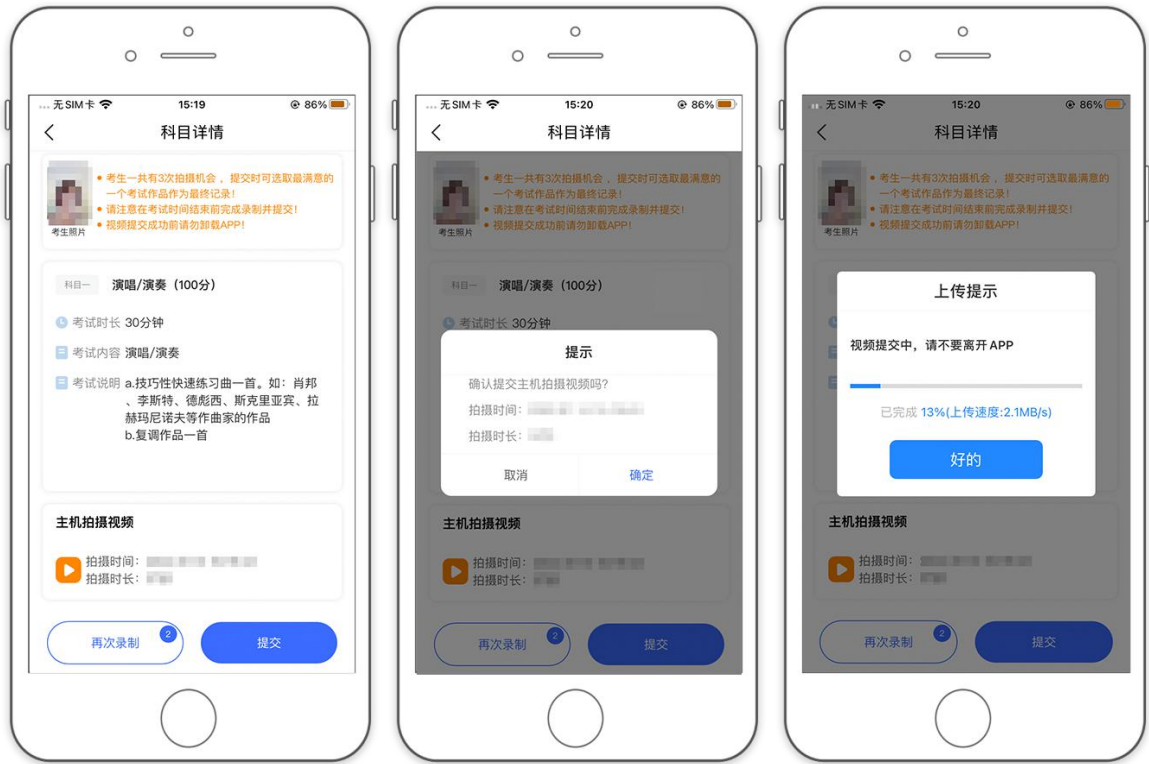 无SIM卡 15:19 86%
科目详情
• 考生一共有3次拍摄机会，提交时可选取最满意的
一个考试作品作为最终记录！
• 请注意在考试时间结束前完成录制并提交！
• 视频提交成功前请勿卸载APP！
考生照片
科目一 演唱/演奏（100分）
考试时长 30分钟
考试内容 演唱/演奏
考试说明 a.技巧性快速练习曲一首。如：肖邦
、李斯特、德彪西、斯克里亚宾、拉
赫玛尼诺夫等作曲家的作品
b.复调作品一首
主机拍摄视频
拍摄时间：
拍摄时长：
再次录制 2 提交
无SIM卡 15:20 86%
科目详情
• 考生一共有3次拍摄机会，提交时可选取最满意的
一个考试作品作为最终记录！
• 请注意在考试时间结束前完成录制并提交！
• 视频提交成功前请勿卸载APP！
考生照片
科目一 演唱/演奏（100分）
考试时长 30分钟
提示
确认提交主机拍摄视频吗？
拍摄时间：
拍摄时长：
取消 确定
主机拍摄视频
拍摄时间：
拍摄时长：
再次录制 2 提交
无SIM卡 15:20 86%
科目详情
• 考生一共有3次拍摄机会，提交时可选取最满意的
一个考试作品作为最终记录！
• 请注意在考试时间结束前完成录制并提交！
• 视频提交成功前请勿卸载APP！
考生照片
上传提示
视频提交中，请不要离开APP
已完成 13%(上传速度:2.1MB/s)
好的
主机拍摄视频
拍摄时间：
拍摄时长：
再次录制 2 提交